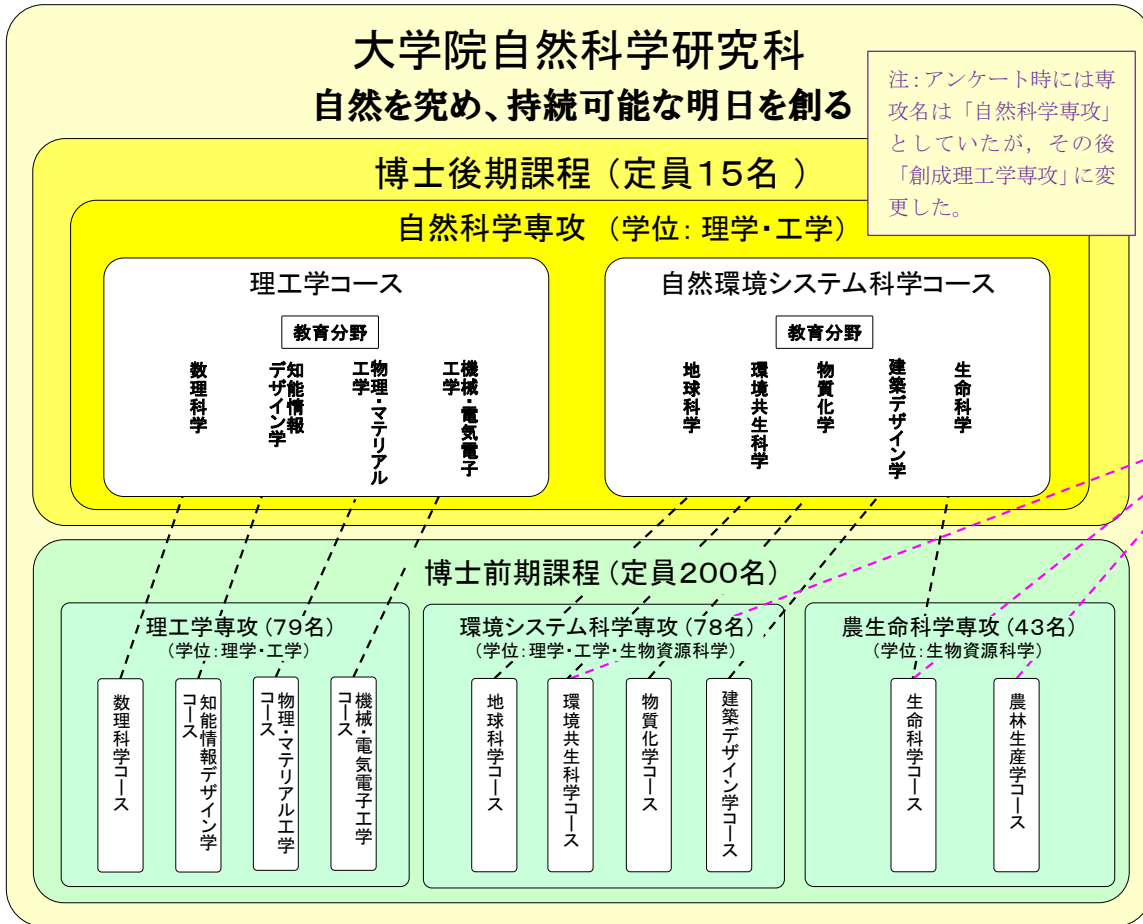 大学院自然科学研究科
自然を究め、持続可能な明日を創る
注：アンケート時には専
攻名は「自然科学専攻」
としていたが，その後
「創成理工学専攻」に変
更した。
博士後期課程（定員15名 ）
自然科学専攻 （学位：理学・工学）
理工学コース
教育分野
数理科学
知能情報
デザイン学
物理・マテリアル
工学
機械・電気電子
工学
自然環境システム科学コース
教育分野
地球科学
環境共生科学
物質化学
建築デザイン学
生命科学
博士前期課程（定員200名）
理工学専攻（79名）
（学位：理学・工学）
数理科学コース
知能情報デザイン学
コース
物理・マテリアル工学
コース
機械・電気電子工学
コース
環境システム科学専攻（78名）
（学位：理学・工学・生物資源科学）
地球科学コース
環境共生科学コース
物質化学コース
建築デザイン学コース
農生命科学専攻（43名）
（学位：生物資源科学）
生命科学コース
農林生産学コース